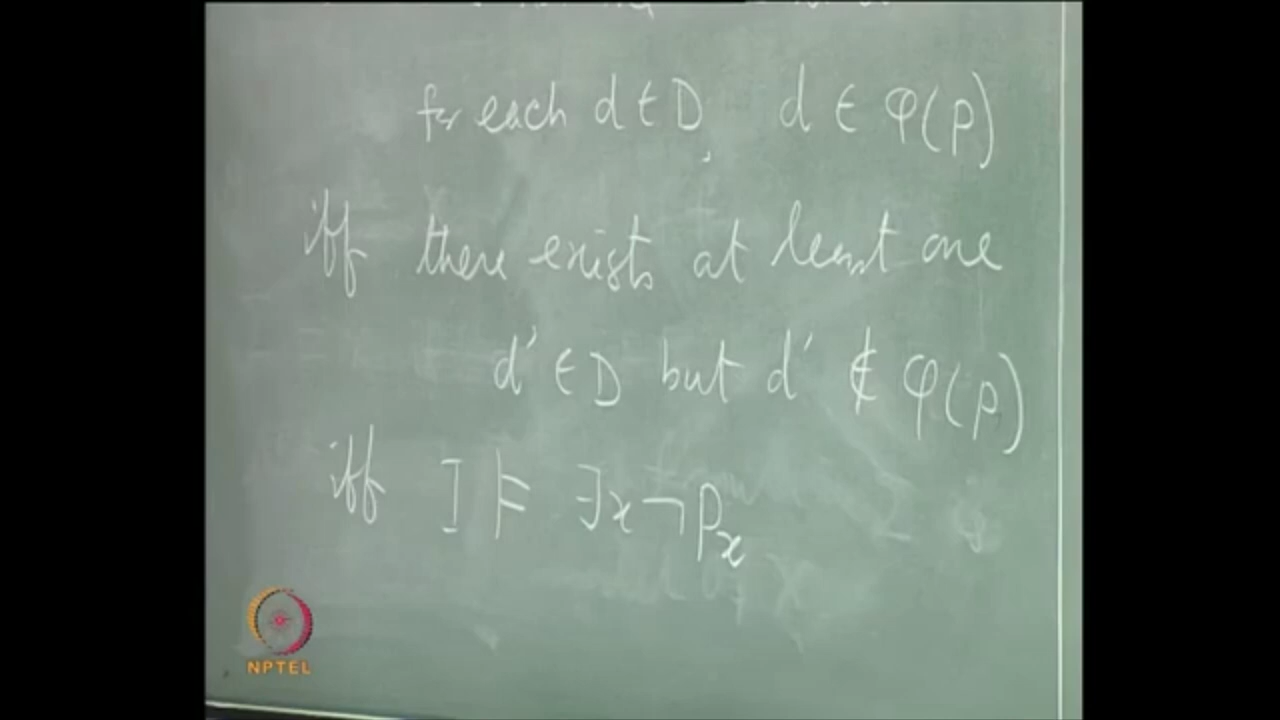 for each d ∈ D, d ∈ φ(P)
iff there exists at least one
d' ∈ D but d' ∉ φ(P)
iff I ⊨ ∃x¬Px
NPTEL